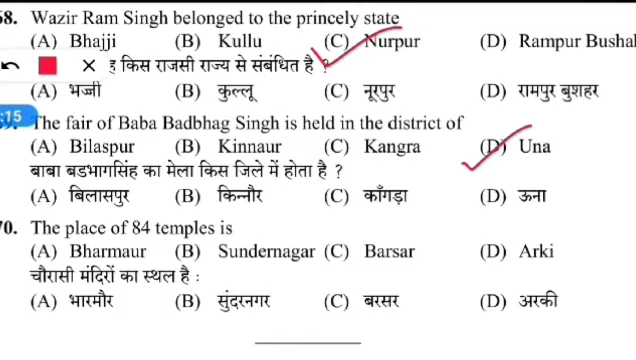 68. Wazir Ram Singh belonged to the princely state
(A) Bhajji (B) Kullu (C) Nurpur (D) Rampur Bushal
ह किस राजसी राज्य से संबंधित है ?
(A) भज्जी (B) कुल्लू (C) नूरपुर (D) रामपुर बुशहर
:15
69. The fair of Baba Badbhag Singh is held in the district of
(A) Bilaspur (B) Kinnaur (C) Kangra (D) Una
बाबा बडभागसिंह का मेला किस जिले में होता है ?
(A) बिलासपुर (B) किन्नौर (C) काँगड़ा (D) ऊना
70. The place of 84 temples is
(A) Bharmaur (B) Sundernagar (C) Barsar (D) Arki
चौरासी मंदिरों का स्थल है :
(A) भारमौर (B) सुंदरनगर (C) बरसर (D) अरकी